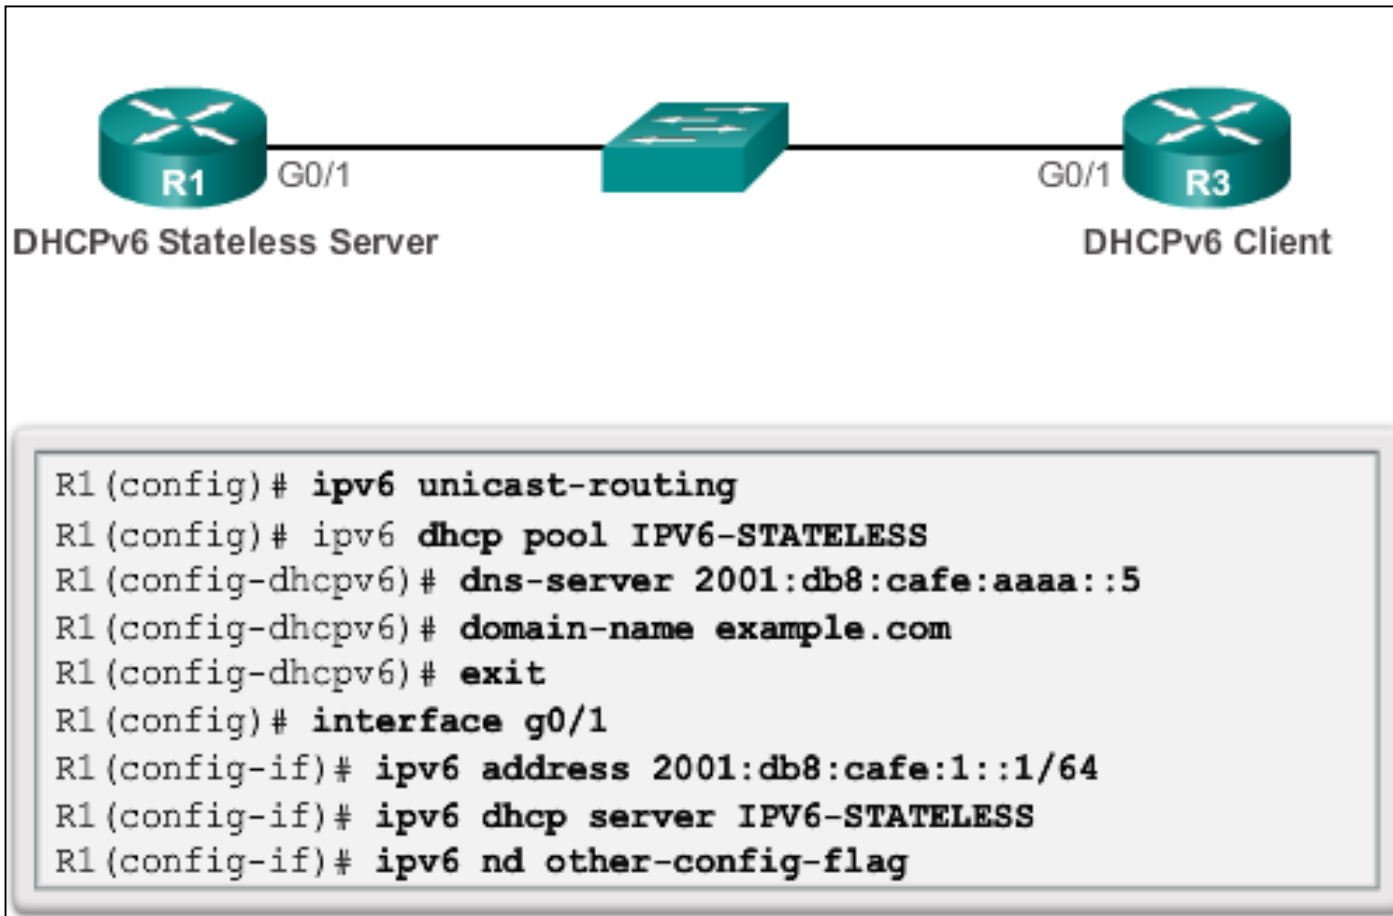 R1
G0/1
G0/1
R3
DHCPv6 Stateless Server
DHCPv6 Client
R1(config)# ipv6 unicast-routing
R1(config)# ipv6 dhcp pool IPV6-STATELESS
R1(config-dhcpv6)# dns-server 2001:db8:cafe:aaaa::5
R1(config-dhcpv6)# domain-name example.com
R1(config-dhcpv6)# exit
R1(config)# interface g0/1
R1(config-if)# ipv6 address 2001:db8:cafe:1::1/64
R1(config-if)# ipv6 dhcp server IPV6-STATELESS
R1(config-if)# ipv6 nd other-config-flag